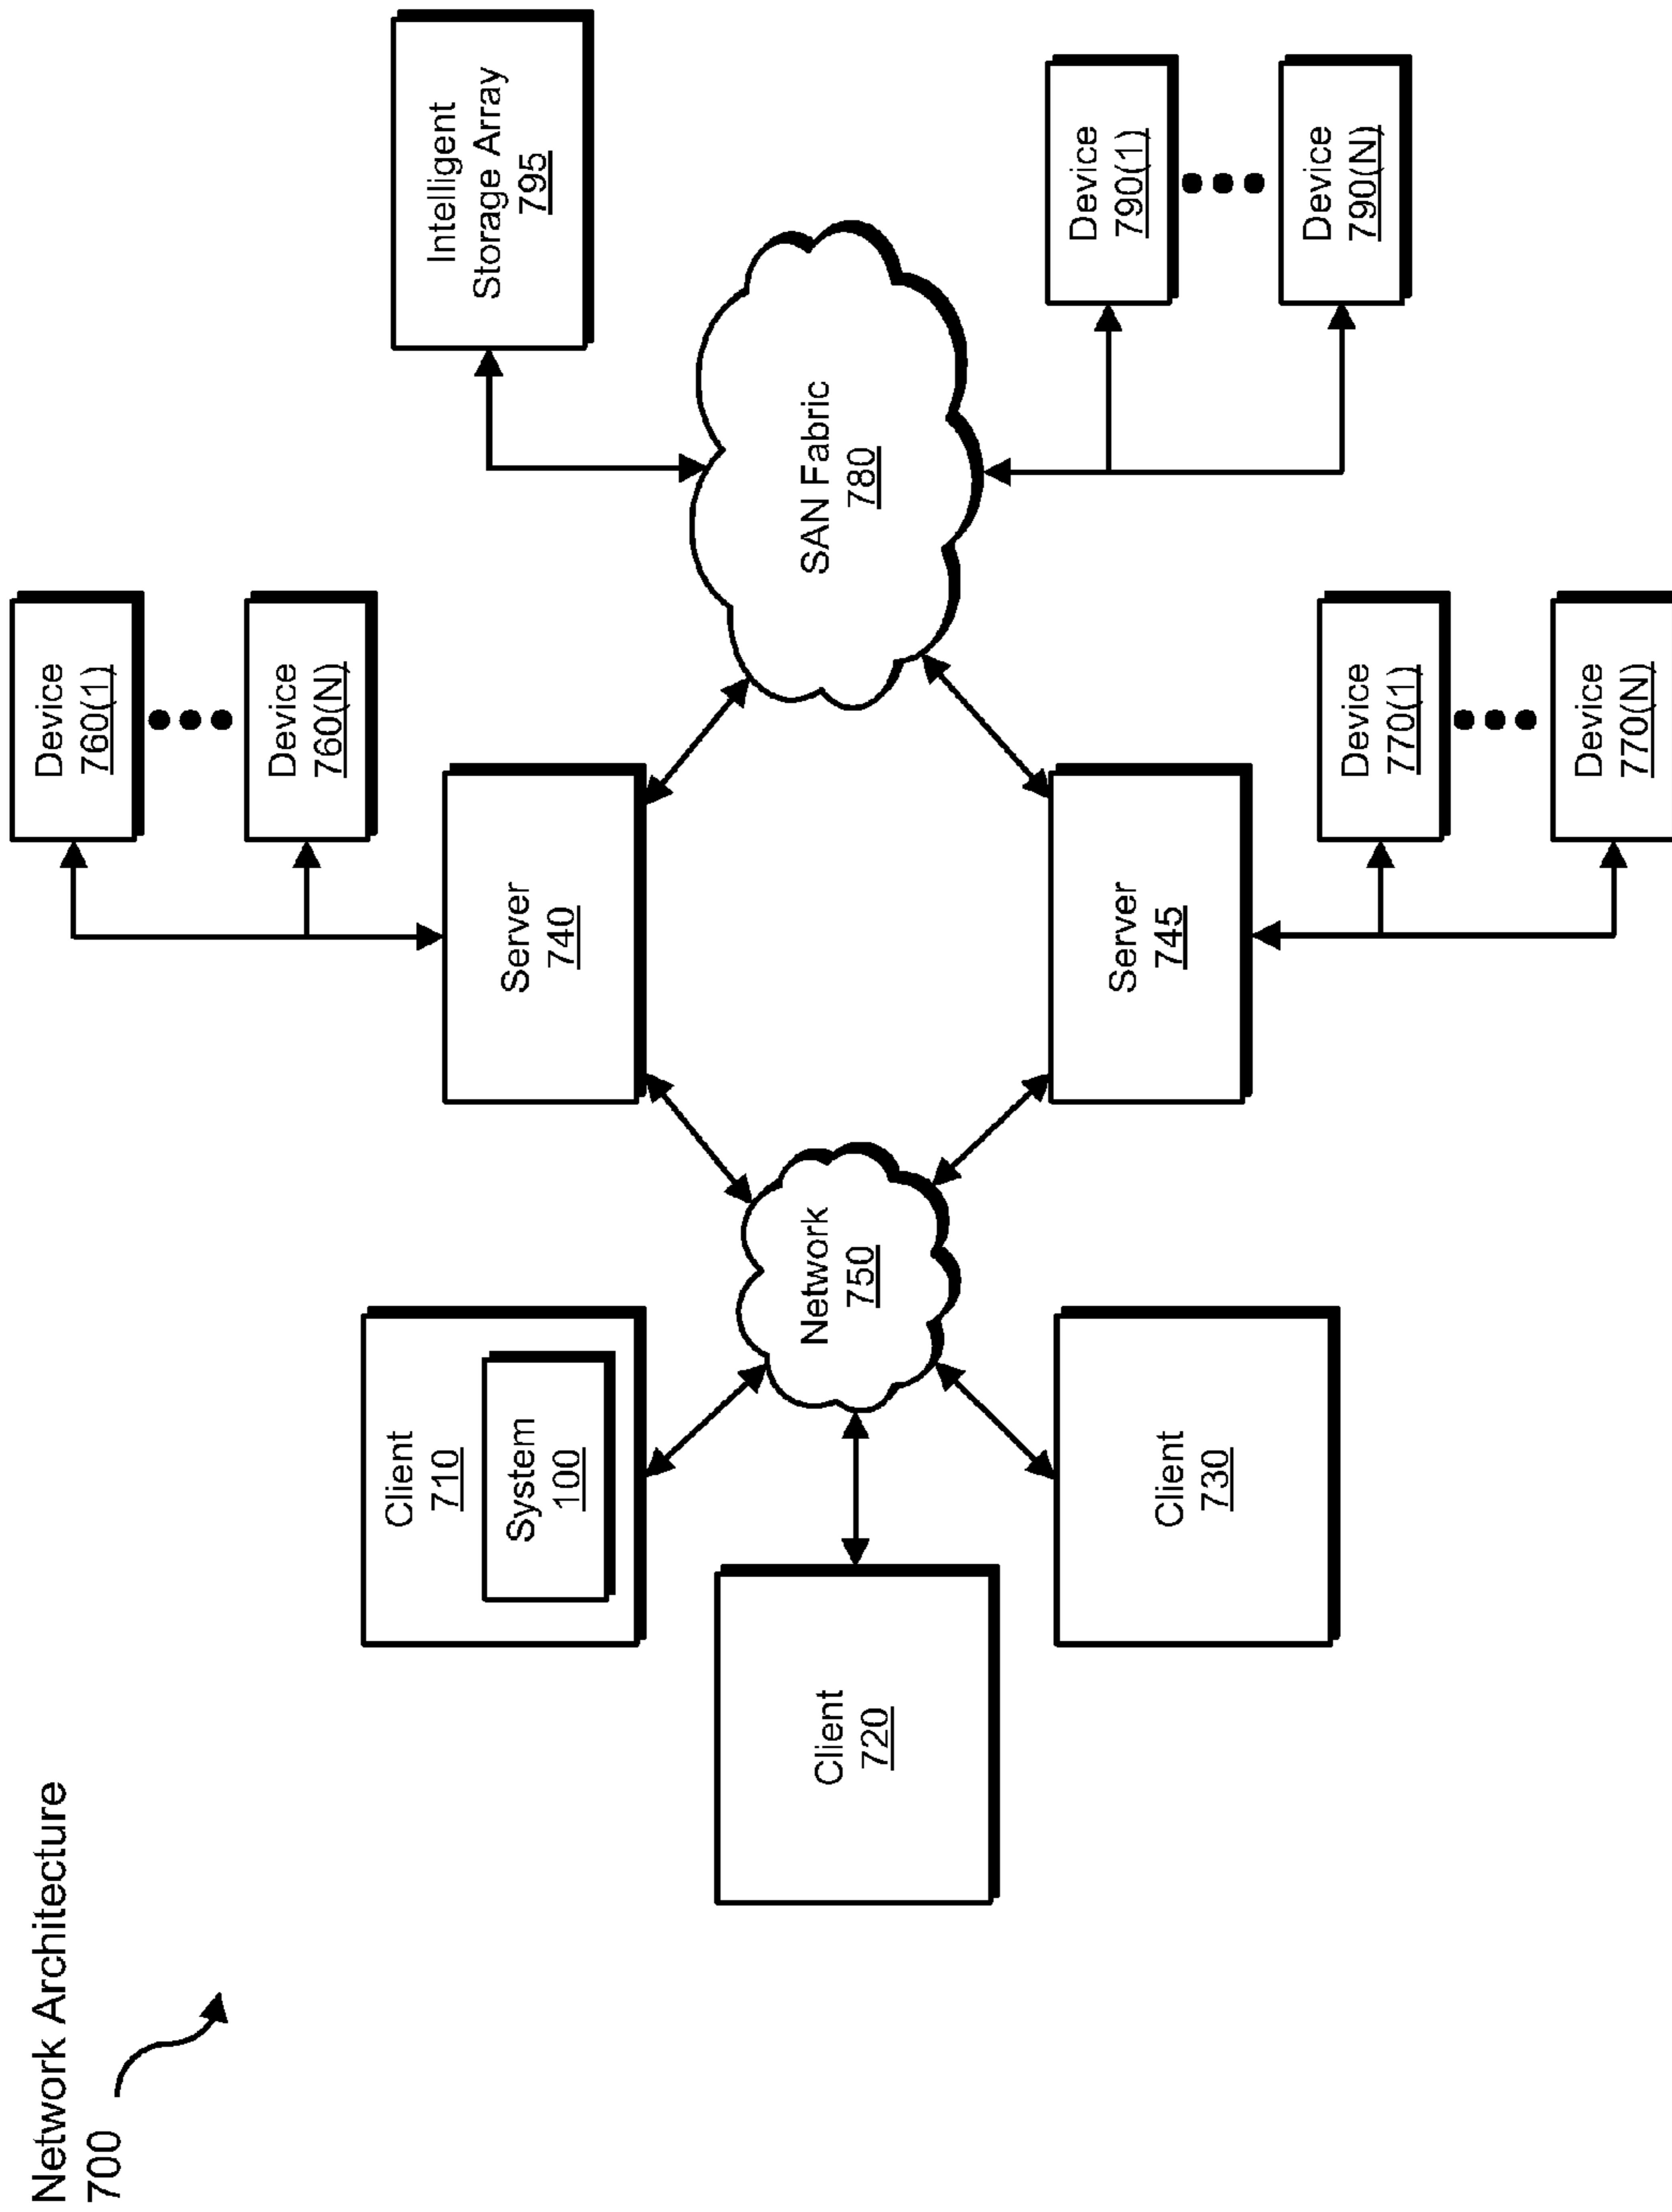 Network Architecture
700
Device
760(1)
Device
760(N)
Intelligent
Storage Array
795
Client
710
System
100
Server
740
Client
720
Network
750
SAN Fabric
780
Client
730
Server
745
Device
790(1)
Device
790(N)
Device
770(1)
Device
770(N)